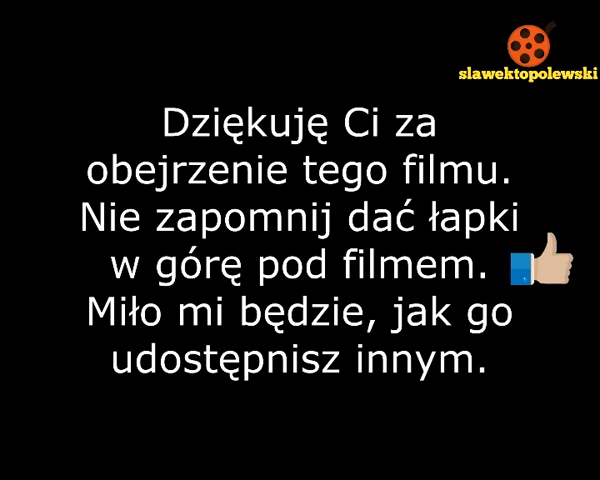 slawektopolewski
Dziękuję Ci za
obejrzenie tego filmu.
Nie zapomnij dać łapki
w górę pod filmem.
Miło mi będzie, jak go
udostępnisz innym.